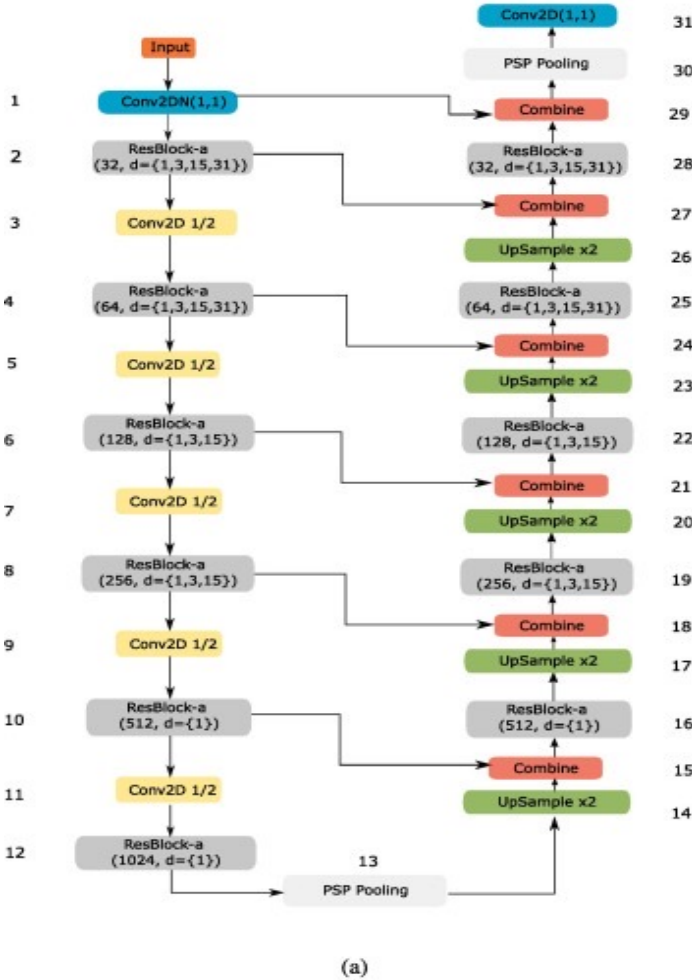 Input
1
Conv2DN(1,1)
2
ResBlock-a
(32, d={1,3,15,31})
3
Conv2D 1/2
4
ResBlock-a
(64, d={1,3,15,31})
5
Conv2D 1/2
6
ResBlock-a
(128, d={1,3,15})
7
Conv2D 1/2
8
ResBlock-a
(256, d={1,3,15})
9
Conv2D 1/2
10
ResBlock-a
(512, d={1})
11
Conv2D 1/2
12
ResBlock-a
(1024, d={1})
13
PSP Pooling
Conv2D(1,1)
31
PSP Pooling
30
Combine
29
ResBlock-a
(32, d={1,3,15,31})
28
Combine
27
UpSample x2
26
ResBlock-a
(64, d={1,3,15,31})
25
Combine
24
UpSample x2
23
ResBlock-a
(128, d={1,3,15})
22
Combine
21
UpSample x2
20
ResBlock-a
(256, d={1,3,15})
19
Combine
18
UpSample x2
17
ResBlock-a
(512, d={1})
16
Combine
15
UpSample x2
14
(a)